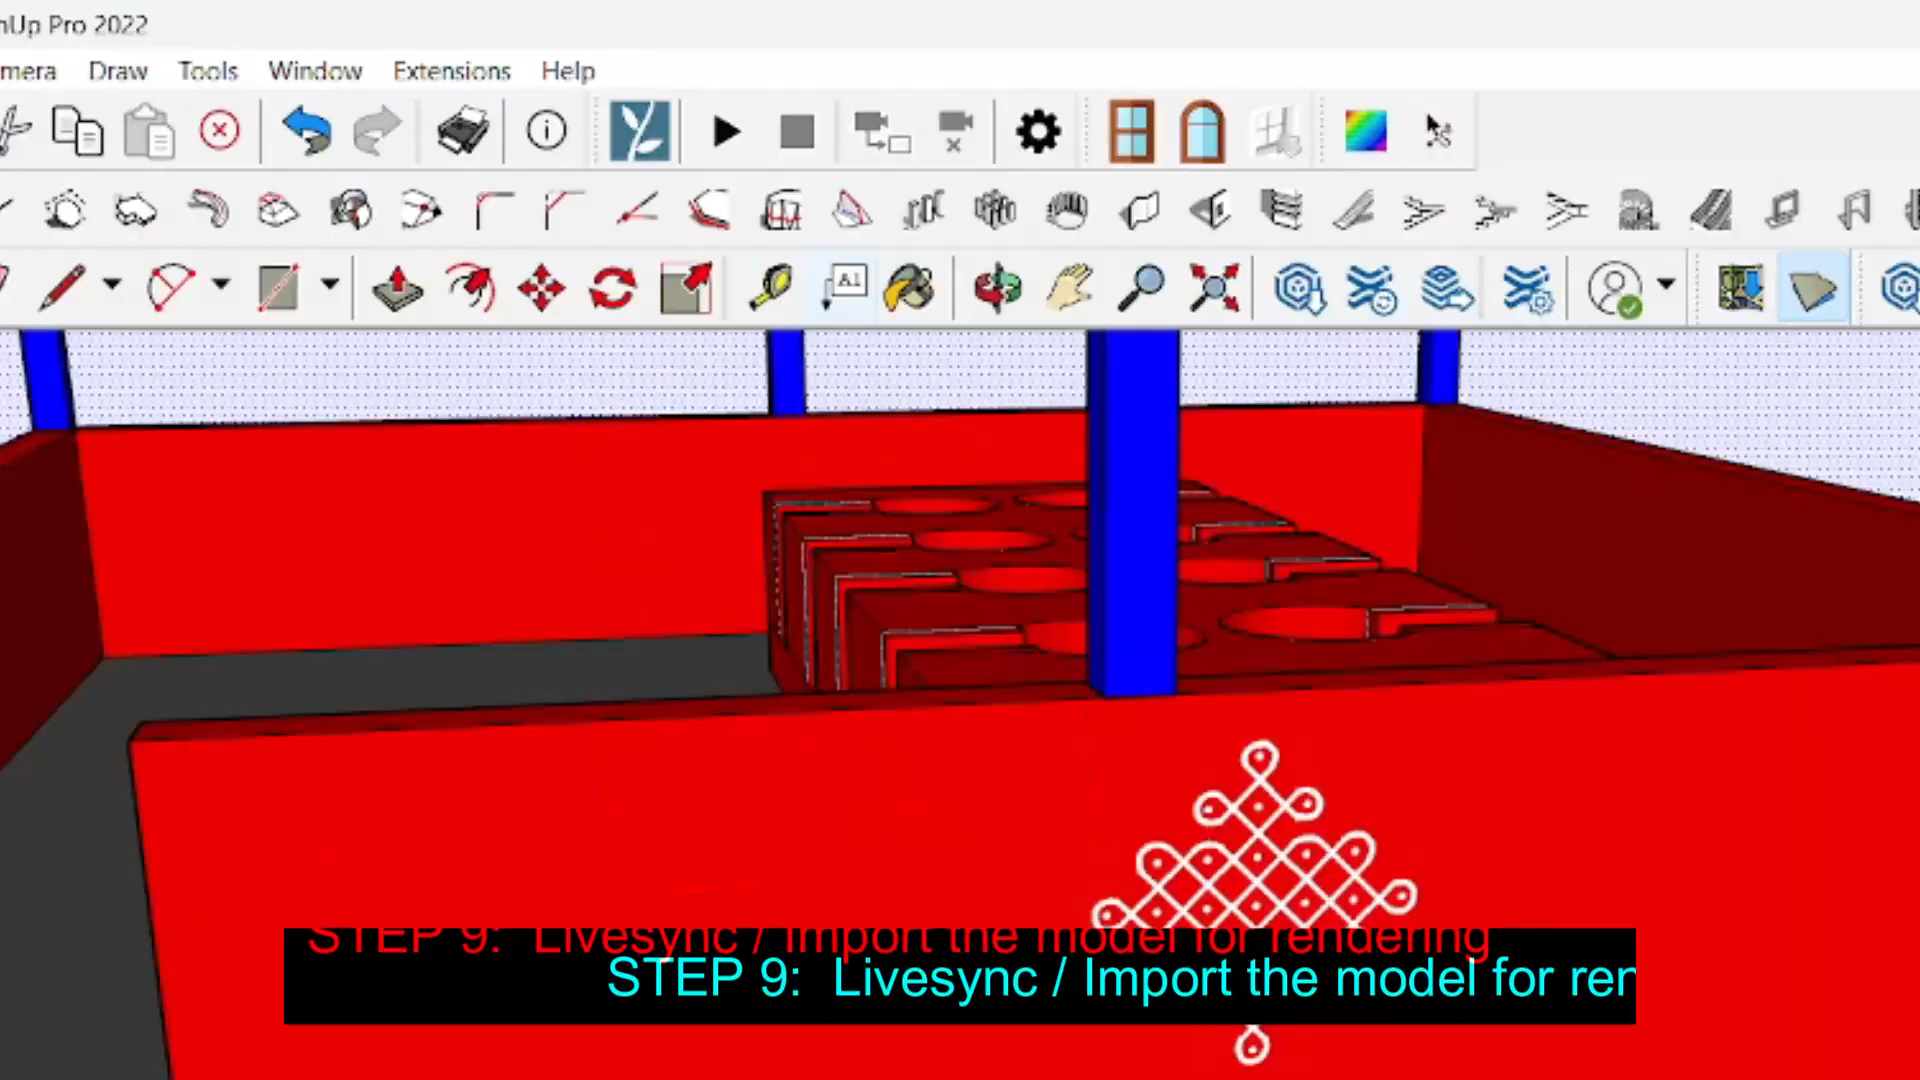 nUp Pro 2022
mera Draw Tools Window Extensions Help
A1
STEP 9: Livesync / Import the model for rendering
STEP 9: Livesync / Import the model for ren